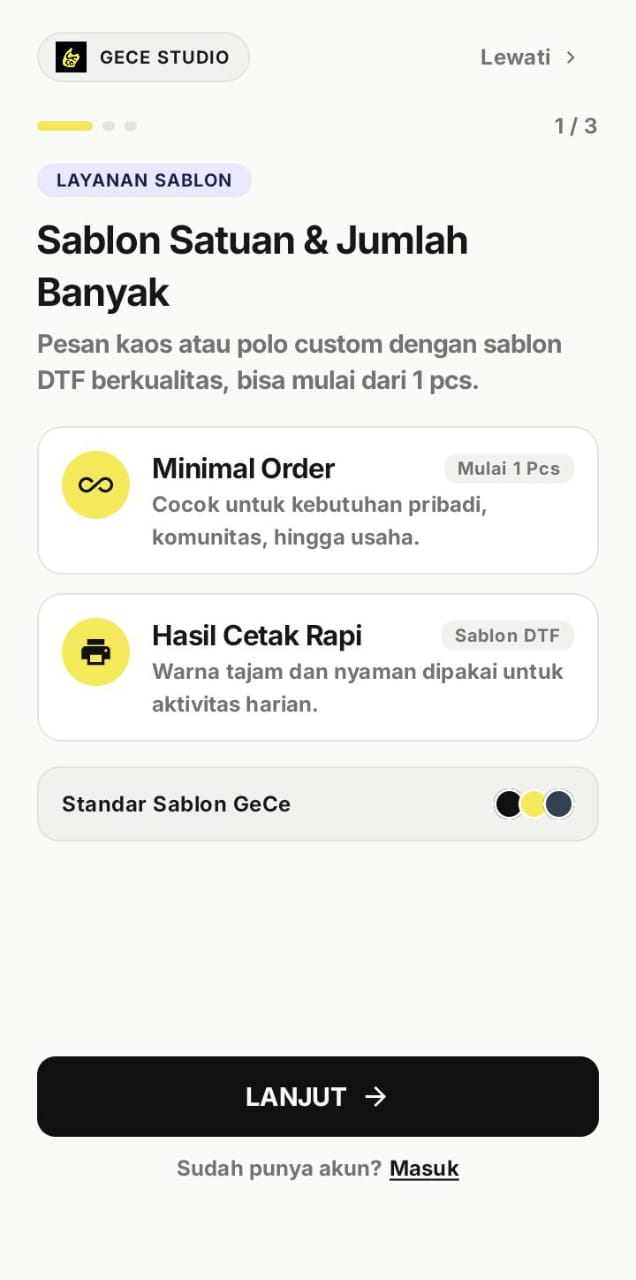 GECE STUDIO
Lewati
1 / 3
LAYANAN SABLON
Sablon Satuan & Jumlah
Banyak
Pesan kaos atau polo custom dengan sablon
DTF berkualitas, bisa mulai dari 1 pcs.
Minimal Order
Mulai 1 Pcs
Cocok untuk kebutuhan pribadi,
komunitas, hingga usaha.
Hasil Cetak Rapi
Sablon DTF
Warna tajam dan nyaman dipakai untuk
aktivitas harian.
Standar Sablon GeCe
LANJUT
Sudah punya akun? Masuk